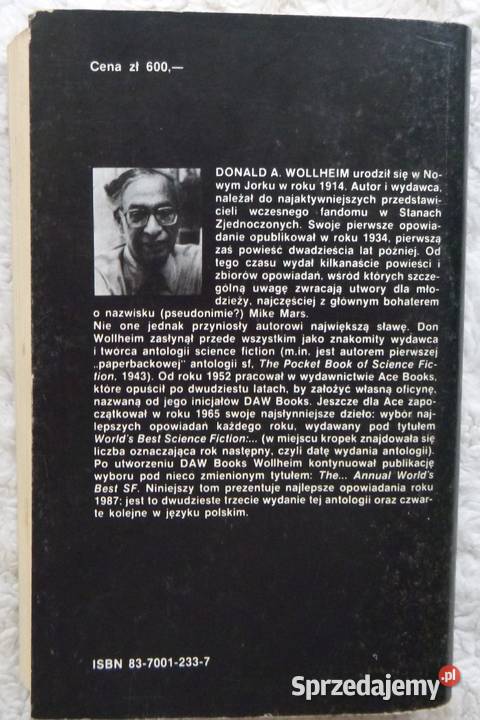 Cena zł 600,—
DONALD A. WOLLHEIM urodził się w No-
wym Jorku w roku 1914. Autor i wydawca,
należał do najaktywniejszych przedstawi-
cieli wczesnego fandomu w Stanach
Zjednoczonych. Swoje pierwsze opowia-
danie opublikował w roku 1934, pierwszą
zaś powieść dwadzieścia lat później. Od
tego czasu wydał kilkanaście powieści i
zbiorów opowiadań, wśród których szcze-
gólną uwagę zwracają utwory dla mło-
dzieży, najczęściej z głównym bohaterem
o nazwisku (pseudonimie?) Mike Mars.
Nie one jednak przyniosły autorowi największą sławę. Don
Wollheim zasłynął przede wszystkim jako znakomity wydawca
i tworca antologii science fiction (m.in. jest autorem pierwszej
„paperbackowej" antologii sf, The Pocket Book of Science Fic-
tion, 1943). Od roku 1952 pracował w wydawnictwie Ace Books,
które opuścił po dwudziestu latach, by założyć własną oficynę,
nazwaną od jego inicjałów DAW Books. Jeszcze dla Ace zapo-
czątkował w roku 1965 swoje najsłynniejsze dzieło: wybór naj-
lepszych opowiadań każdego roku, wydawany pod tytułem
World's Best Science Fiction:... (w miejscu kropek znajdowała się
liczba oznaczająca rok następny, czyli datę wydania antologii).
Po utworzeniu DAW Books Wollheim kontynuował publikację
wyboru pod nieco zmienionym tytułem: The... Annual World's
Best SF. Niniejszy tom prezentuje najlepsze opowiadania roku
1987; jest to dwudzieste trzecie wydanie tej antologii oraz czwar-
te kolejne w języku polskim.
ISBN 83-7001-233-7
Sprzedajemy.pl